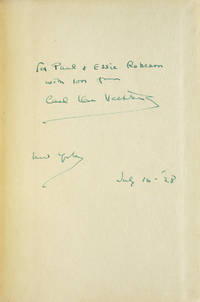 For Paul & Essie Robeson
with love from
Carl Van Vechten
New York
July 16 - '28